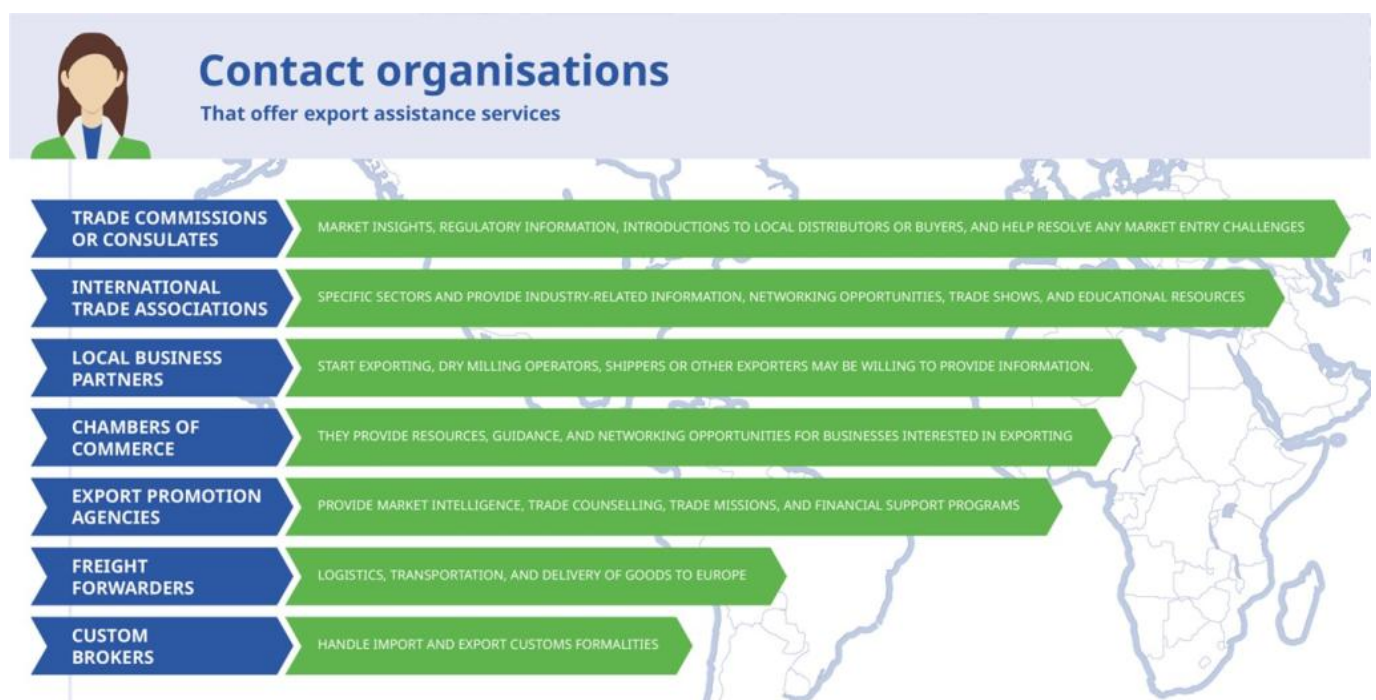 Contact organisations
That offer export assistance services
TRADE COMMISSIONS
OR CONSULATES
MARKET INSIGHTS, REGULATORY INFORMATION, INTRODUCTIONS TO LOCAL DISTRIBUTORS OR BUYERS, AND HELP RESOLVE ANY MARKET ENTRY CHALLENGES
INTERNATIONAL
TRADE ASSOCIATIONS
SPECIFIC SECTORS AND PROVIDE INDUSTRY-RELATED INFORMATION, NETWORKING OPPORTUNITIES, TRADE SHOWS, AND EDUCATIONAL RESOURCES
LOCAL BUSINESS
PARTNERS
START EXPORTING, DRY MILLING OPERATORS, SHIPPERS OR OTHER EXPORTERS MAY BE WILLING TO PROVIDE INFORMATION.
CHAMBERS OF
COMMERCE
THEY PROVIDE RESOURCES, GUIDANCE, AND NETWORKING OPPORTUNITIES FOR BUSINESSES INTERESTED IN EXPORTING
EXPORT PROMOTION
AGENCIES
PROVIDE MARKET INTELLIGENCE, TRADE COUNSELLING, TRADE MISSIONS, AND FINANCIAL SUPPORT PROGRAMS
FREIGHT
FORWARDERS
LOGISTICS, TRANSPORTATION, AND DELIVERY OF GOODS TO EUROPE
CUSTOM
BROKERS
HANDLE IMPORT AND EXPORT CUSTOMS FORMALITIES